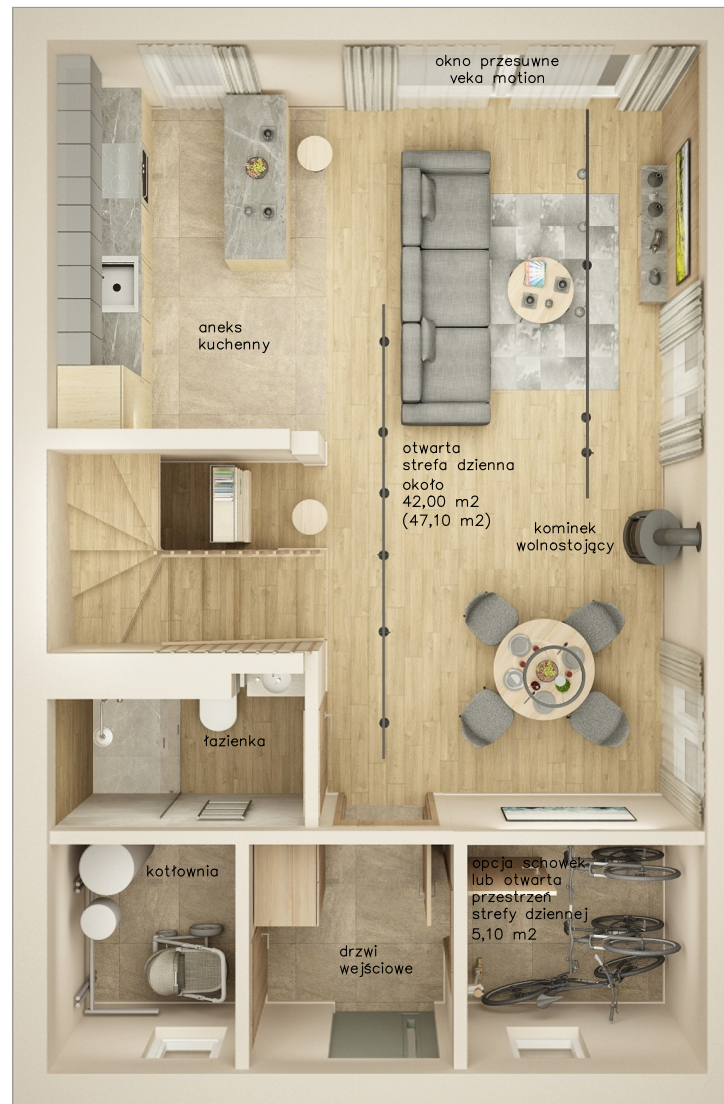 okno przesuwne
veka motion
aneks
kuchenny
otwarta
strefa dzienna
około
42,00 m2
(47,10 m2)
kominek
wolnostojący
łazienka
kotłownia
opcja schowek
lub otwarta
przestrzeń
strefy dziennej
5,10 m2
drzwi
wejściowe